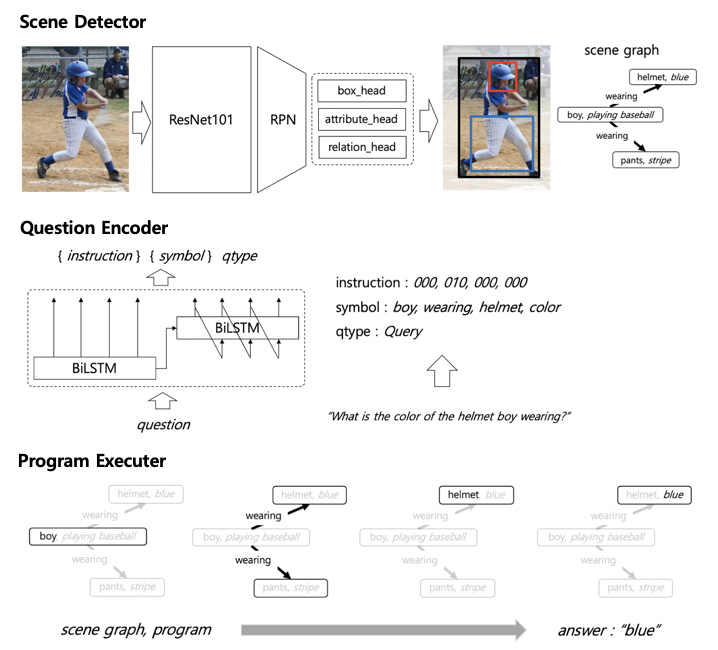 Scene Detector
ResNet101
RPN
box_head
attribute_head
relation_head
scene graph
helmet, blue
wearing
boy, playing baseball
wearing
pants, stripe
Question Encoder
{ instruction } { symbol } qtype
BiLSTM
BiLSTM
question
instruction : 000, 010, 000, 000
symbol : boy, wearing, helmet, color
qtype : Query
"What is the color of the helmet boy wearing?"
Program Executer
helmet, blue
wearing
boy, playing baseball
wearing
pants, stripe
helmet, blue
wearing
boy, playing baseball
wearing
pants, stripe
helmet, blue
wearing
boy, playing baseball
wearing
pants, stripe
helmet, blue
wearing
boy, playing baseball
wearing
pants, stripe
scene graph, program
answer : "blue"